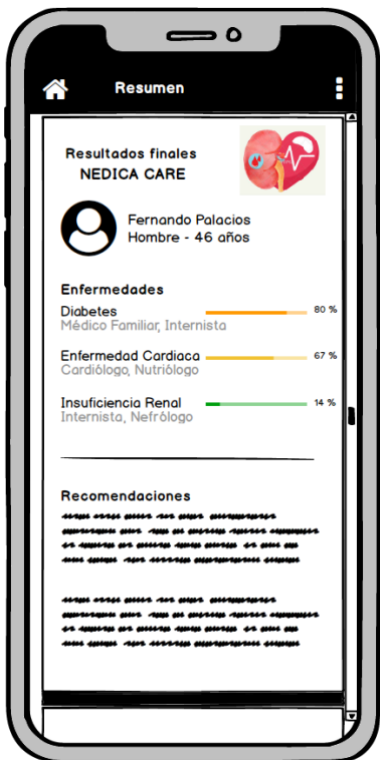 Resumen
Resultados finales
NEDICA CARE
Fernando Palacios
Hombre - 46 años
Enfermedades
Diabetes 80 %
Médico Familiar, Internista
Enfermedad Cardiaca 67 %
Cardiólogo, Nutriólogo
Insuficiencia Renal 14 %
Internista, Nefrólogo
Recomendaciones